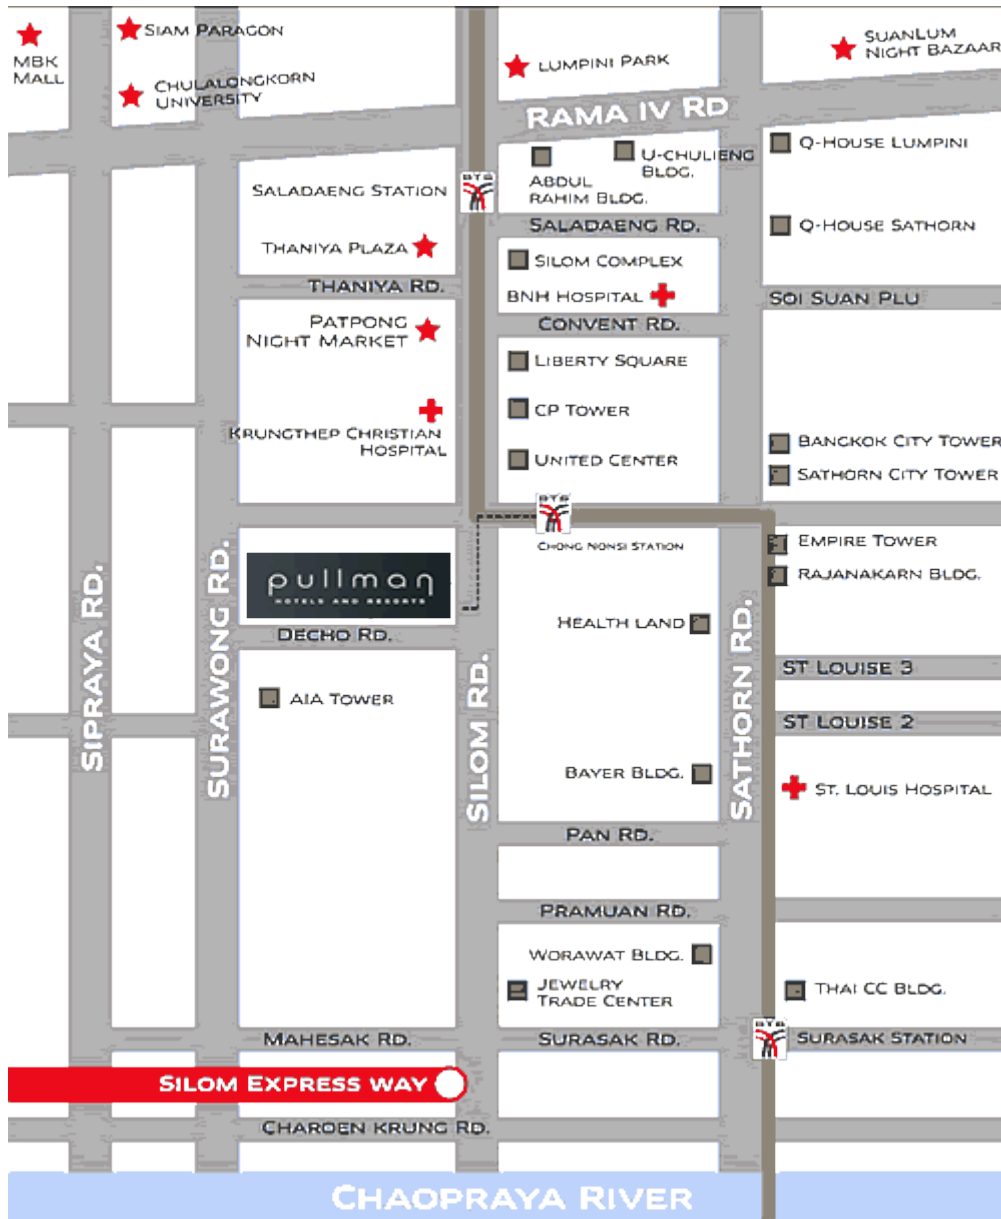 MBK
MALL
SIAM PARAGON
CHULALONGKORN
UNIVERSITY
LUMPINI PARK
SUANLUM
NIGHT BAZAAR
RAMA IV RD
SALADAENG STATION
BTS
ABDUL
RAHIM BLDG.
U-CHULIENG
BLDG.
Q-HOUSE LUMPINI
SALADAENG RD.
Q-HOUSE SATHORN
THANIYA PLAZA
SILOM COMPLEX
THANIYA RD.
BNH HOSPITAL
SOI SUAN PLU
PATPONG
NIGHT MARKET
CONVENT RD.
LIBERTY SQUARE
CP TOWER
KRUNGTHEP CHRISTIAN
HOSPITAL
UNITED CENTER
BANGKOK CITY TOWER
SATHORN CITY TOWER
BTS
CHONG NONSI STATION
EMPIRE TOWER
RAJANAKARN BLDG.
pullman
HOTELS AND RESORTS
DECHO RD.
HEALTH LAND
SIPRAYA RD.
SURAWONG RD.
SILOM RD.
SATHORN RD.
ST LOUISE 3
AIA TOWER
ST LOUISE 2
BAYER BLDG.
ST. LOUIS HOSPITAL
PAN RD.
PRAMUAN RD.
WORAWAT BLDG.
JEWELRY
TRADE CENTER
THAI CC BLDG.
MAHESAK RD.
SURASAK RD.
BTS
SURASAK STATION
SILOM EXPRESS WAY
CHAROEN KRUNG RD.
CHAOPRAYA RIVER